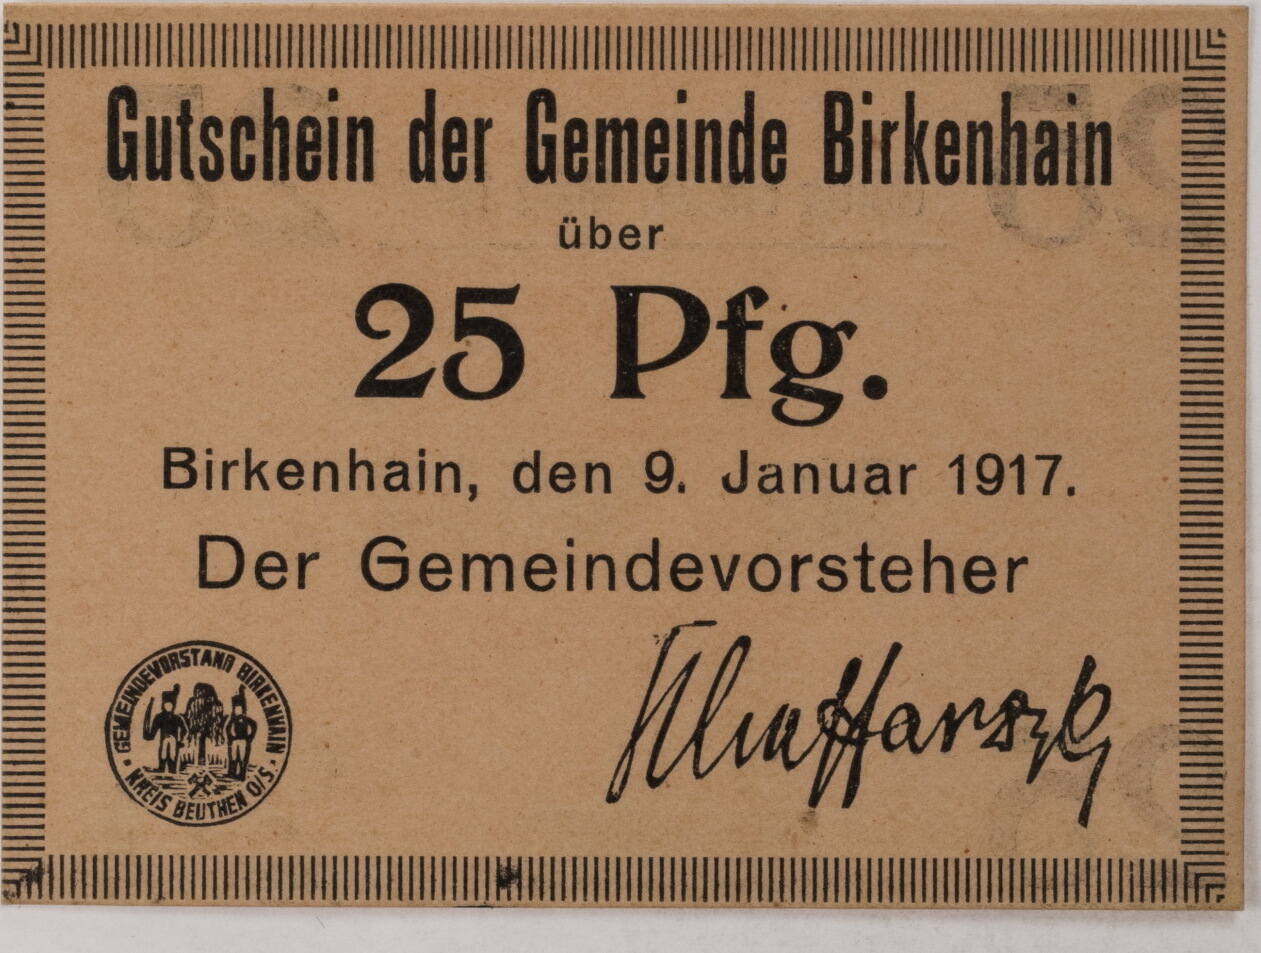 Gutschein der Gemeinde Birkenhain
über
25 Pfg.
Birkenhain, den 9. Januar 1917.
Der Gemeindevorsteher
GEMEINDEVORSTAND BIRKENHAIN
KREIS BEUTHEN O/S.